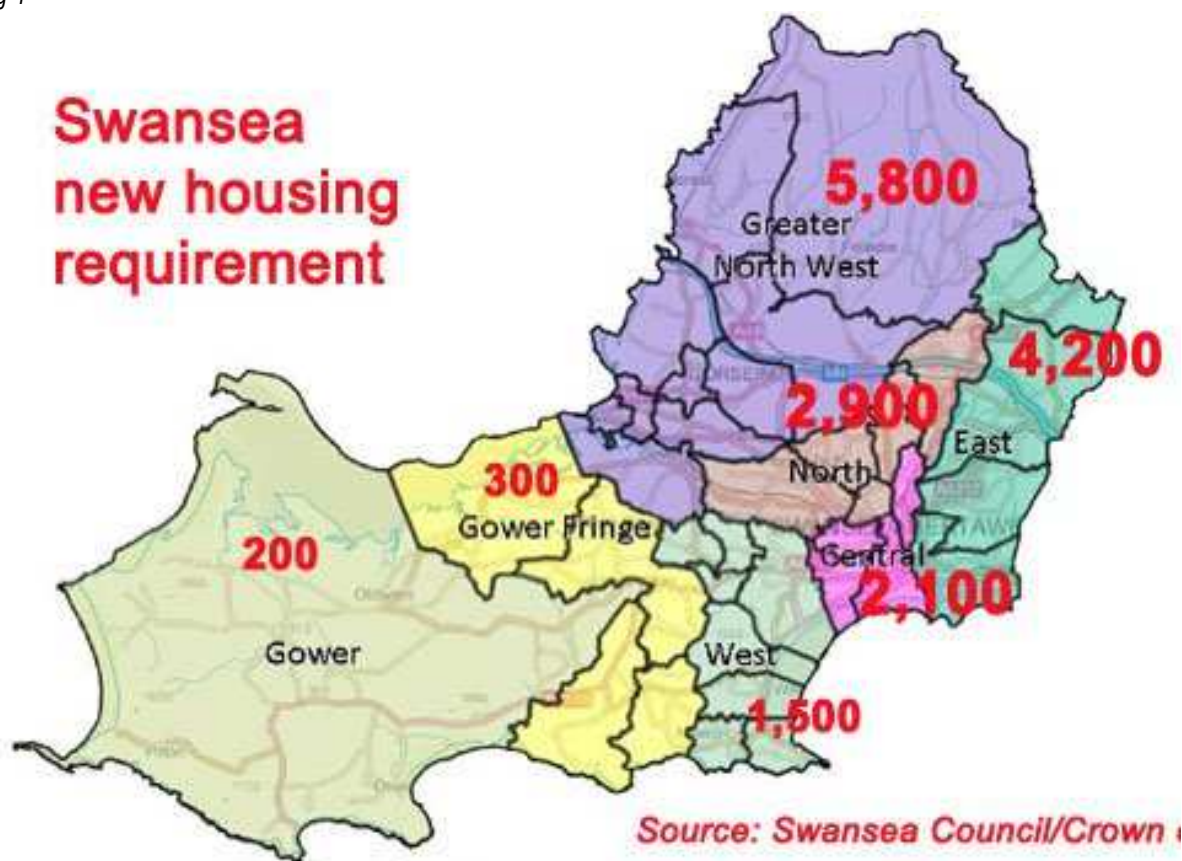 Swansea
new housing
requirement
5,800
Greater
North West
4,200
2,900
East
North
300
Gower Fringe
200
Central
2,100
Gower
West
1,500
Source: Swansea Council/Crown